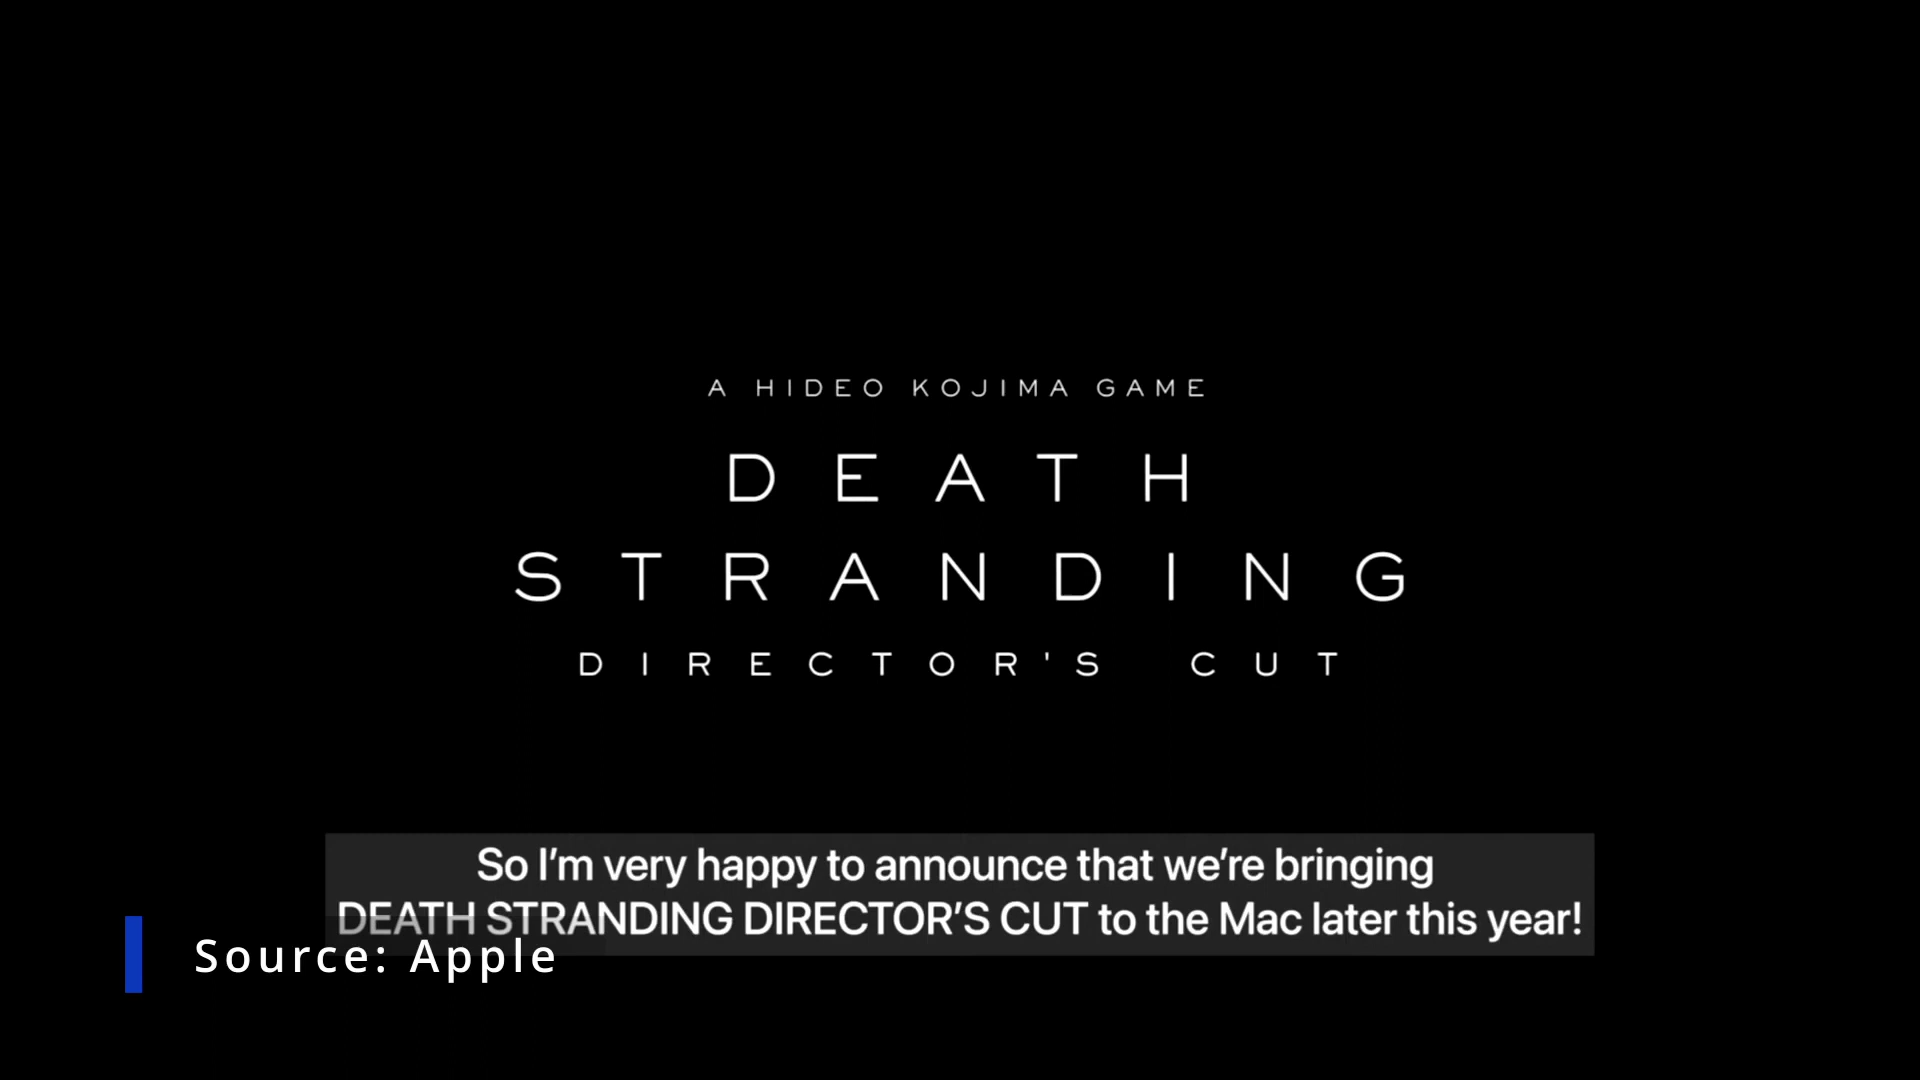 A HIDEO KOJIMA GAME
DEATH
STRANDING
DIRECTOR'S CUT
So I’m very happy to announce that we’re bringing
DEATH STRANDING DIRECTOR’S CUT to the Mac later this year!
Source: Apple